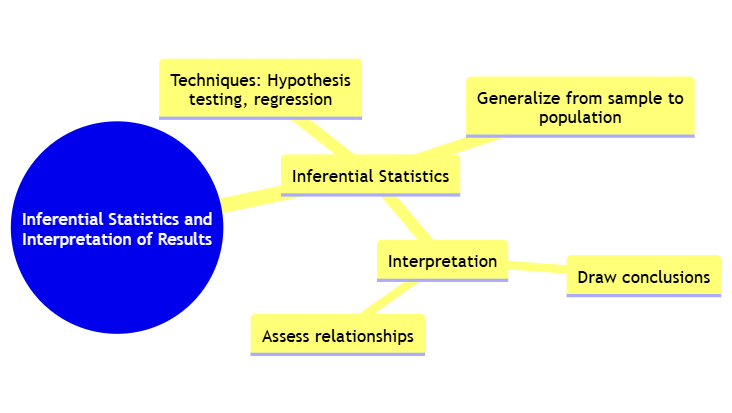 Techniques: Hypothesis
testing, regression
Generalize from sample to
population
Inferential Statistics
Inferential Statistics and
Interpretation of Results
Interpretation
Draw conclusions
Assess relationships